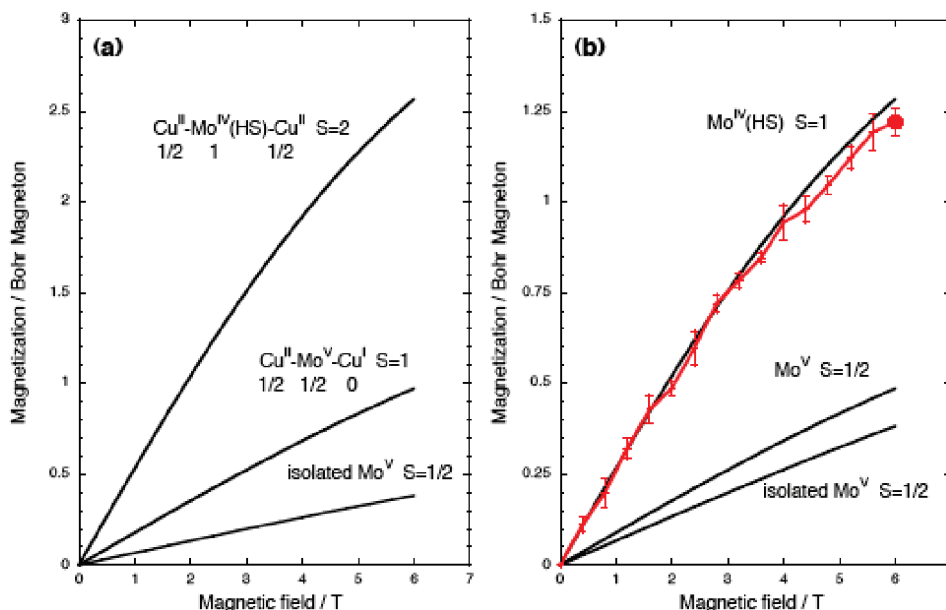 (a)
Cu^II-Mo^IV(HS)-Cu^II S=2
1/2 1 1/2
Cu^II-Mo^V-Cu^I S=1
1/2 1/2 0
isolated Mo^V S=1/2
Magnetization / Bohr Magneton
3
2.5
2
1.5
1
0.5
0
0 1 2 3 4 5 6 7
Magnetic field / T
(b)
Mo^IV(HS) S=1
Mo^V S=1/2
isolated Mo^V S=1/2
Magnetization / Bohr Magneton
1.5
1.25
1
0.75
0.5
0.25
0
0 1 2 3 4 5 6
Magnetic field / T